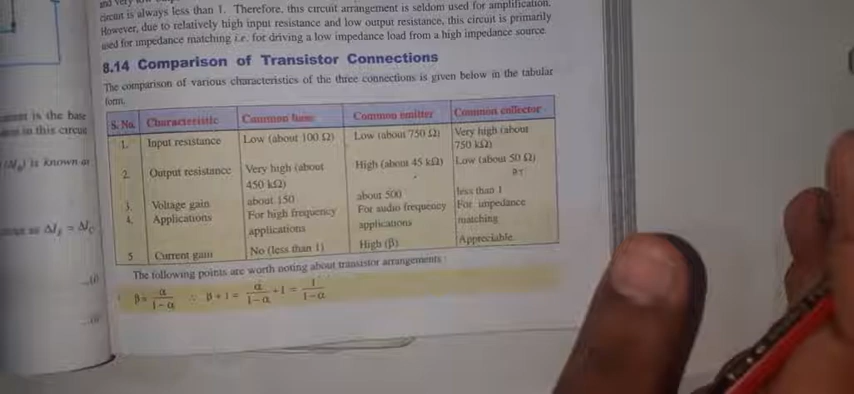 circuit is always less than 1. Therefore, this circuit arrangement is seldom used for amplification.
However, due to relatively high input resistance and low output resistance, this circuit is primarily
used for impedance matching i.e. for driving a low impedance load from a high impedance source.
8.14 Comparison of Transistor Connections
The comparison of various characteristics of the three connections is given below in the tabular
form.
S. No. Characteristic Common base Common emitter Common collector
1. Input resistance Low (about 100 Ω) Low (about 750 Ω) Very high (about
750 kΩ)
2. Output resistance Very high (about High (about 45 kΩ) Low (about 50 Ω)
450 kΩ)
3. Voltage gain about 150 about 500 less than 1
4. Applications For high frequency For audio frequency For impedance
applications applications matching
5. Current gain No (less than 1) High (β) Appreciable
The following points are worth noting about transistor arrangements :
β = α/1−α ∴ β + 1 = α/1−α + 1 = 1/1−α
is the base
in this circuit
is known as
ΔI_E = ΔI_C
...(i)